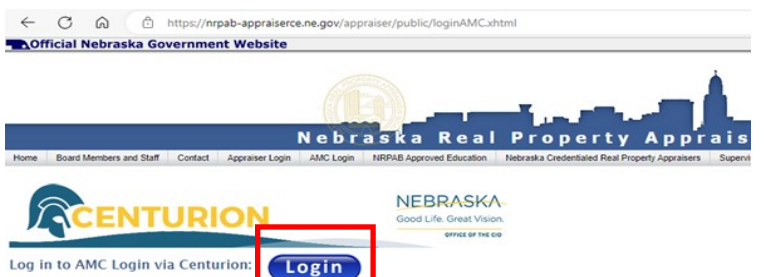 https://nrpab-appraiserce.ne.gov/appraiser/public/loginAMC.xhtml
Official Nebraska Government Website
Nebraska Real Property Apprais
Home Board Members and Staff Contact Appraiser Login AMC Login NRPAB Approved Education Nebraska Credentialed Real Property Appraisers Supervi
CENTURION
NEBRASKA
Good Life. Great Vision.
OFFICE OF THE CIO
Log in to AMC Login via Centurion: Login